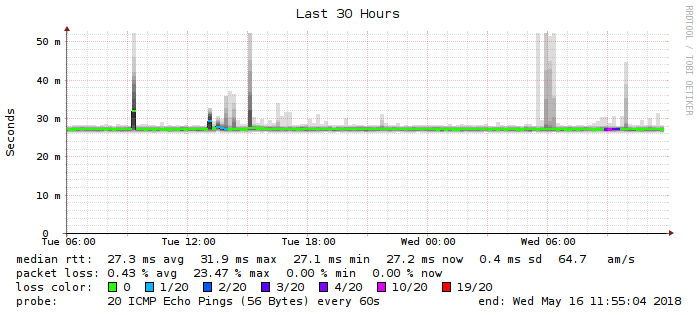 Last 30 Hours
RRDTOOL / TOBI OETIKER
Seconds
50 m
40 m
30 m
20 m
10 m
0
Tue 06:00 Tue 12:00 Tue 18:00 Wed 00:00 Wed 06:00
median rtt: 27.3 ms avg 31.9 ms max 27.1 ms min 27.2 ms now 0.4 ms sd 64.7 am/s
packet loss: 0.43 % avg 23.47 % max 0.00 % min 0.00 % now
loss color: 0 1/20 2/20 3/20 4/20 10/20 19/20
probe: 20 ICMP Echo Pings (56 Bytes) every 60s end: Wed May 16 11:55:04 2018